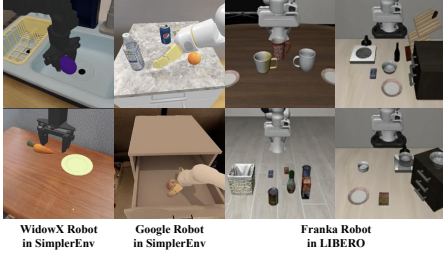 WidowX Robot
in SimplerEnv
Google Robot
in SimplerEnv
Franka Robot
in LIBERO